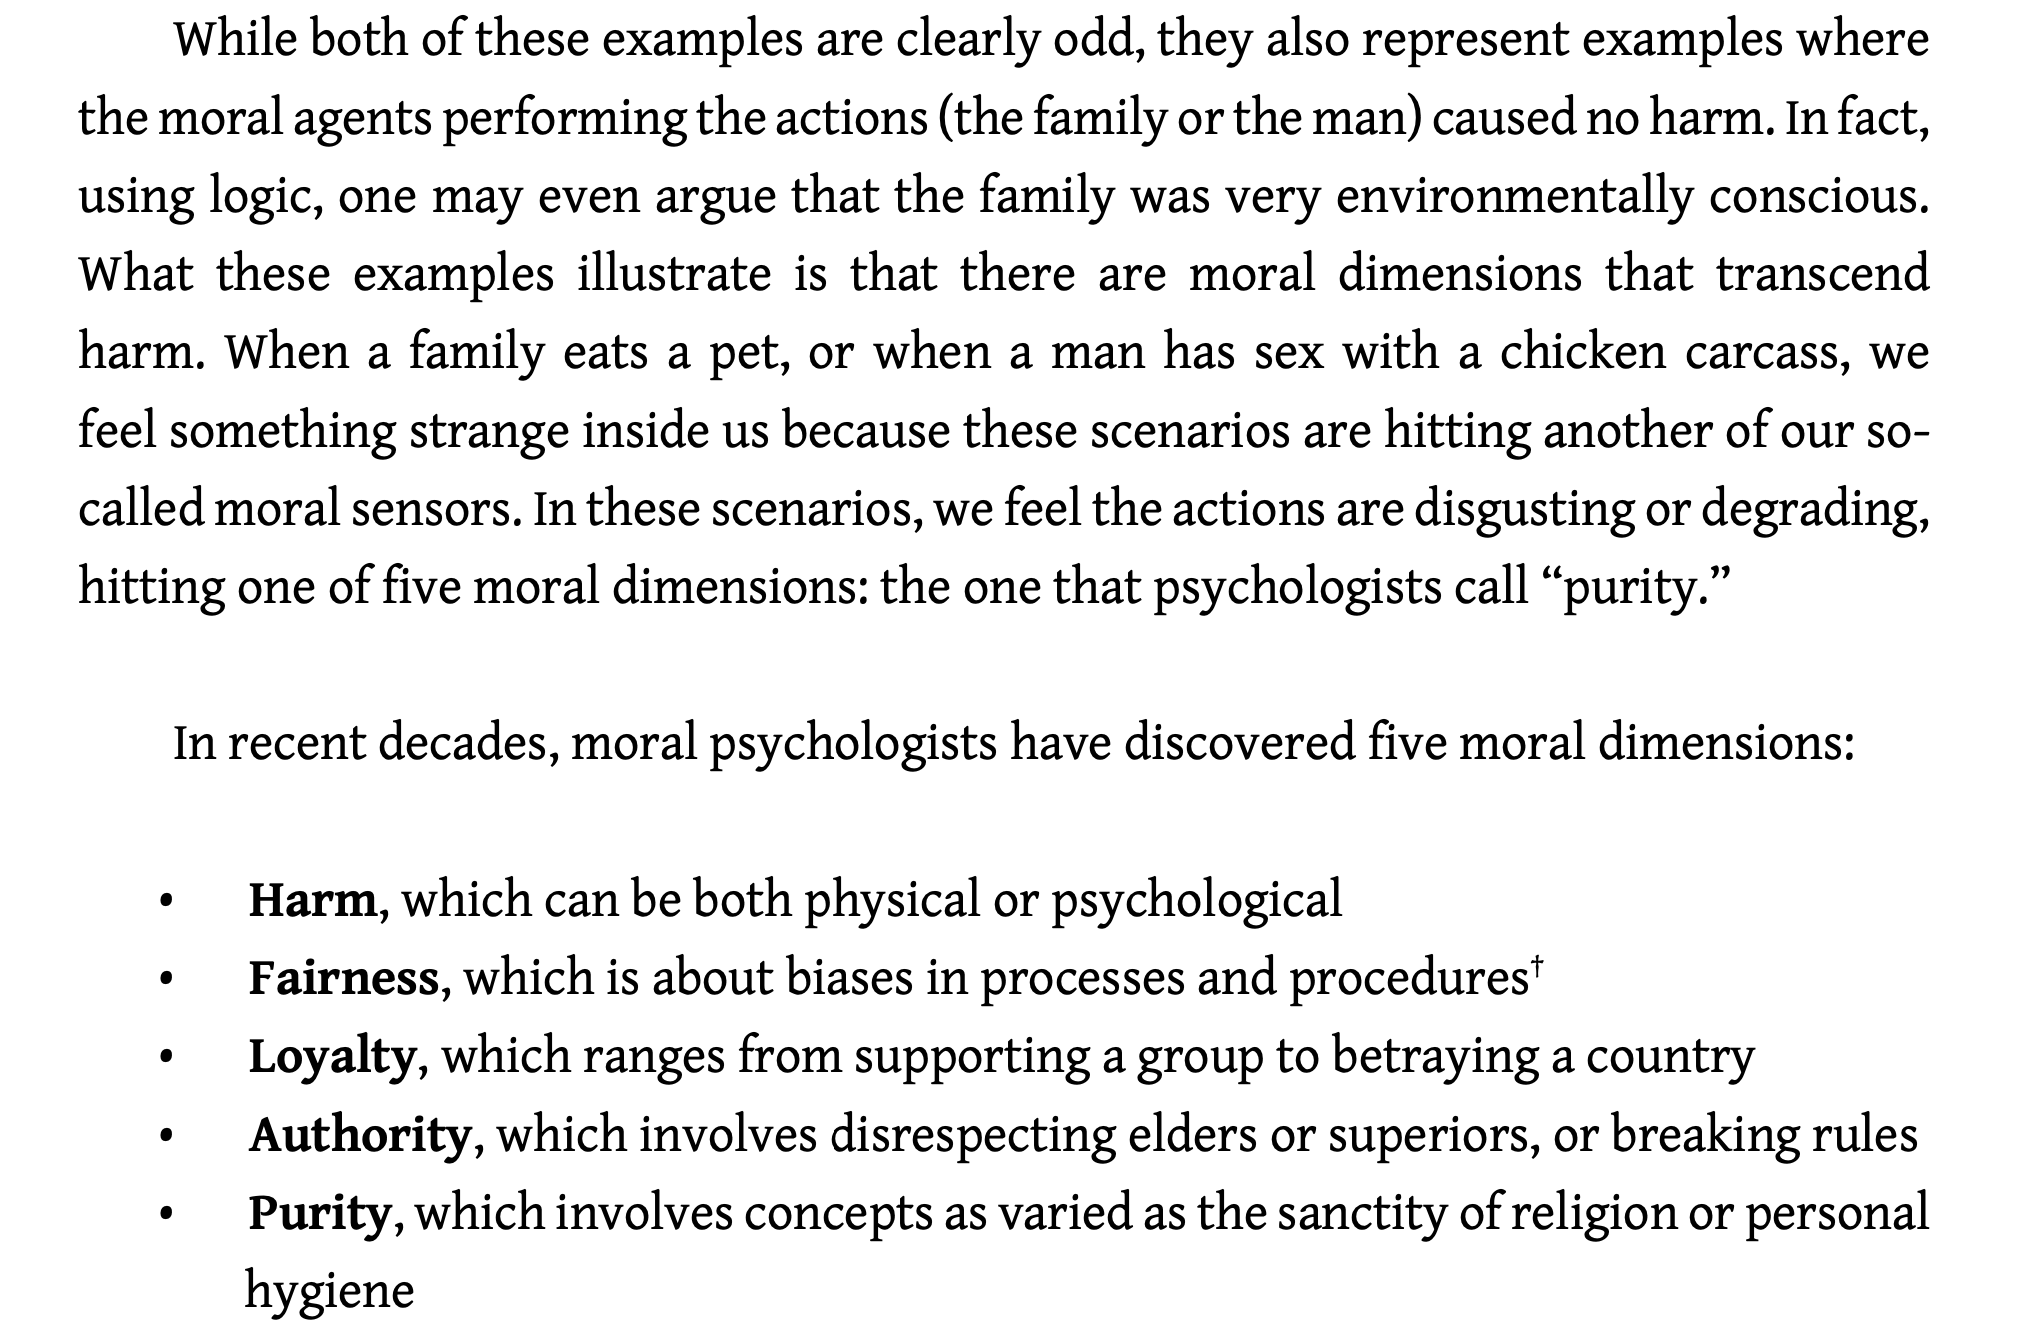 While both of these examples are clearly odd, they also represent examples where
the moral agents performing the actions (the family or the man) caused no harm. In fact,
using logic, one may even argue that the family was very environmentally conscious.
What these examples illustrate is that there are moral dimensions that transcend
harm. When a family eats a pet, or when a man has sex with a chicken carcass, we
feel something strange inside us because these scenarios are hitting another of our so-
called moral sensors. In these scenarios, we feel the actions are disgusting or degrading,
hitting one of five moral dimensions: the one that psychologists call “purity.”
In recent decades, moral psychologists have discovered five moral dimensions:
• Harm, which can be both physical or psychological
• Fairness, which is about biases in processes and procedures†
• Loyalty, which ranges from supporting a group to betraying a country
• Authority, which involves disrespecting elders or superiors, or breaking rules
• Purity, which involves concepts as varied as the sanctity of religion or personal
hygiene